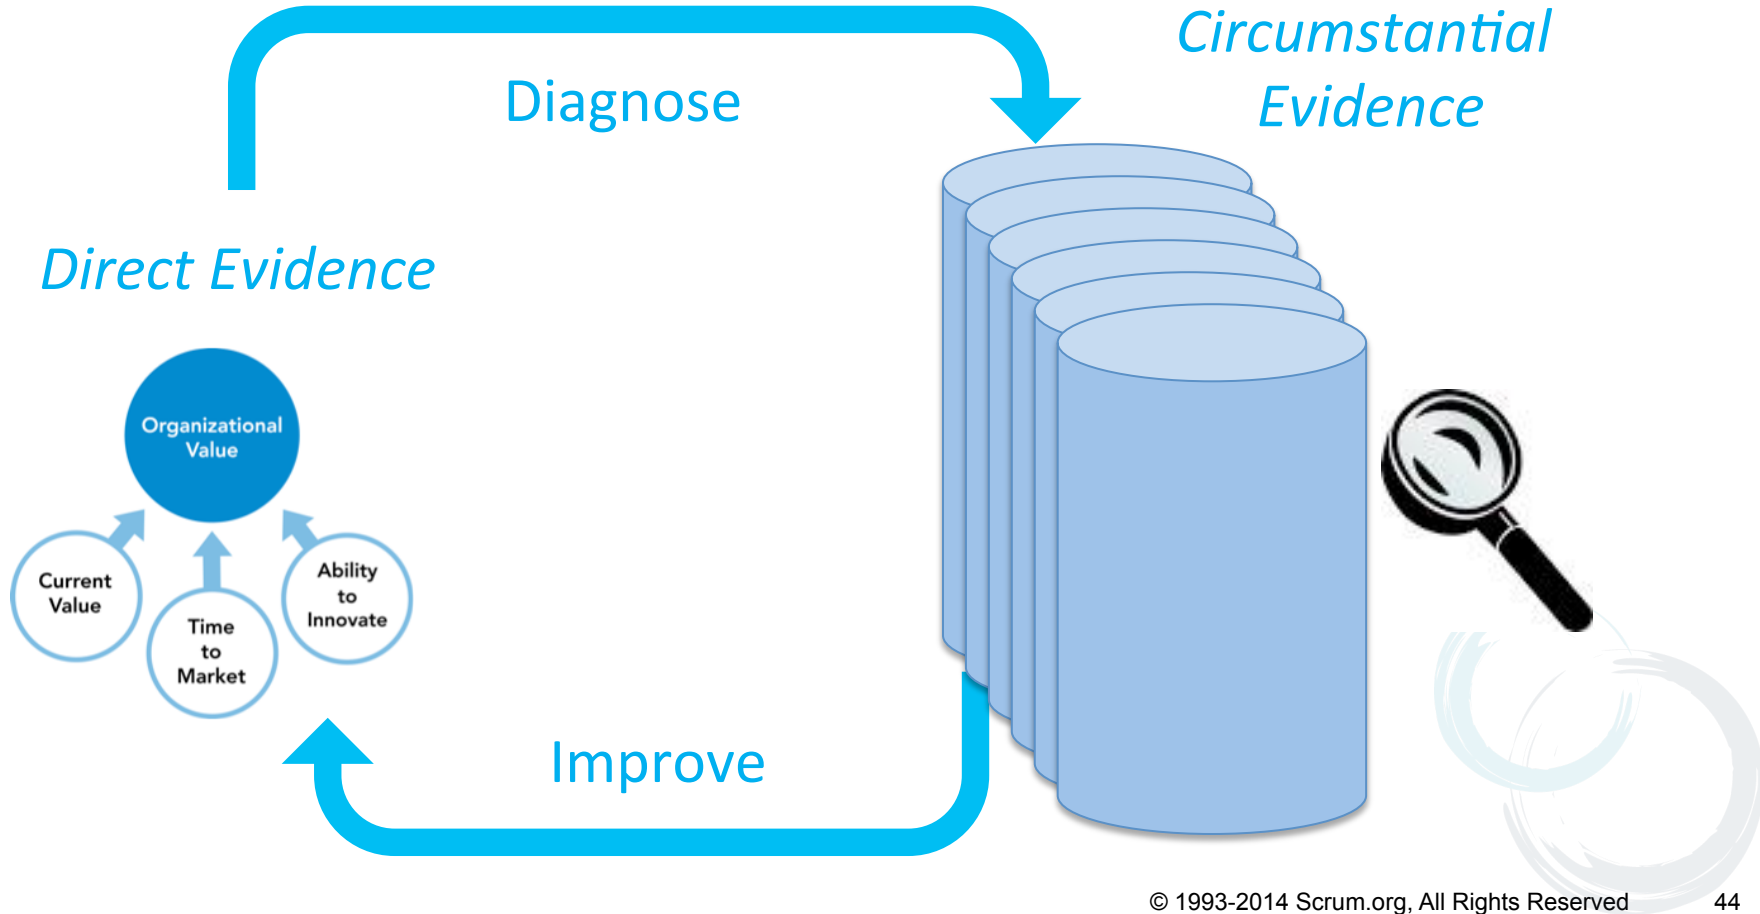 Circumstantial
Evidence
Diagnose
Direct Evidence
Organizational
Value
Current
Value
Time
to
Market
Ability
to
Innovate
Improve
© 1993-2014 Scrum.org, All Rights Reserved
44